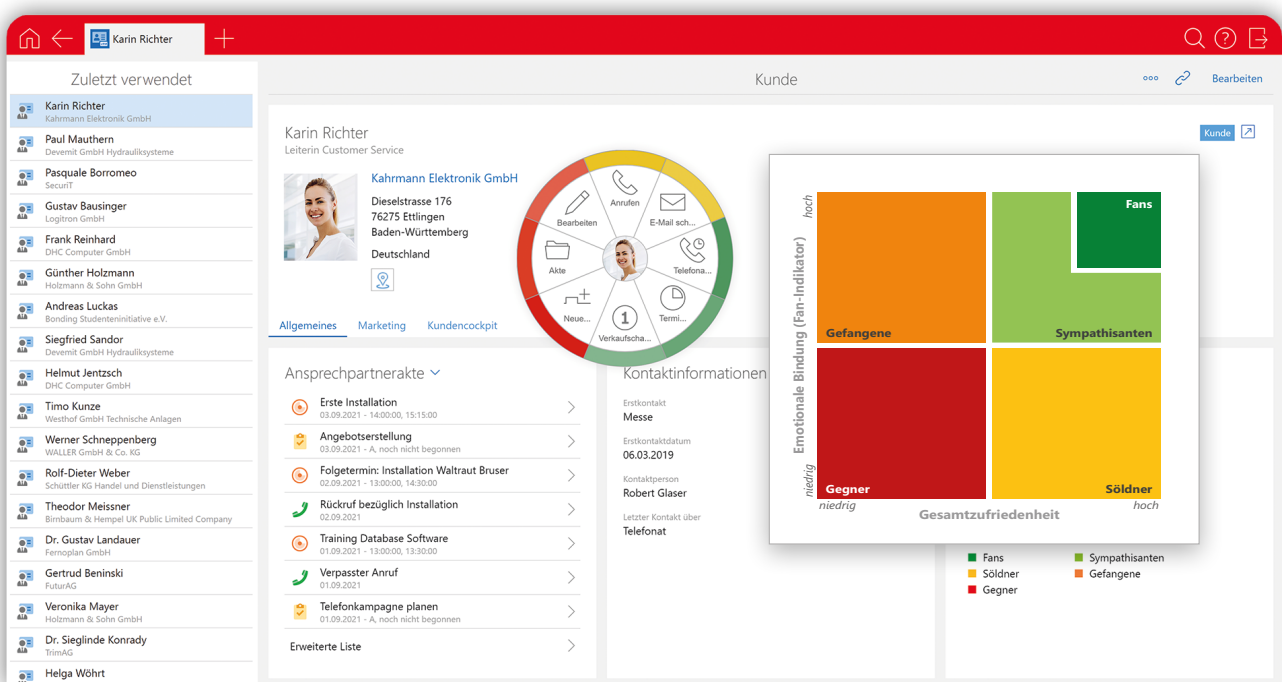 Karin Richter
Zuletzt verwendet
Karin Richter
Kahrmann Elektronik GmbH
Paul Mauthern
Devemit GmbH Hydrauliksysteme
Pasquale Borromeo
SecuriT
Gustav Bausinger
Logitron GmbH
Frank Reinhard
DHC Computer GmbH
Günther Holzmann
Holzmann & Sohn GmbH
Andreas Luckas
Bonding Studenteninitiative e.V.
Siegfried Sandor
Devemit GmbH Hydrauliksysteme
Helmut Jentzsch
DHC Computer GmbH
Timo Kunze
Westhof GmbH Technische Anlagen
Werner Schneppenberg
WALLER GmbH & Co. KG
Rolf-Dieter Weber
Schüttler KG Handel und Dienstleistungen
Theodor Meissner
Birnbaum & Hempel UK Public Limited Company
Dr. Gustav Landauer
Fernoplan GmbH
Gertrud Beninski
FuturAG
Veronika Mayer
Holzmann & Sohn GmbH
Dr. Sieglinde Konrady
TrimAG
Helga Wöhrt
Kunde
Bearbeiten
Karin Richter
Leiterin Customer Service
Kunde
Kahrmann Elektronik GmbH
Dieselstrasse 176
76275 Ettlingen
Baden-Württemberg
Deutschland
Allgemeines Marketing Kundencockpit
Anrufen
E-Mail sch...
Telefona...
Termi...
1
Verkaufscha...
Neue...
Akte
Bearbeiten
Ansprechpartnerakte
Erste Installation
03.09.2021 - 14:00:00, 15:15:00
Angebotserstellung
03.09.2021 - A, noch nicht begonnen
Folgetermin: Installation Waltraut Bruser
02.09.2021 - 13:00:00, 14:30:00
Rückruf bezüglich Installation
02.09.2021
Training Database Software
01.09.2021 - 13:00:00, 13:30:00
Verpasster Anruf
01.09.2021
Telefonkampagne planen
01.09.2021 - A, noch nicht begonnen
Erweiterte Liste
Kontaktinformationen
Erstkontakt
Messe
Erstkontaktdatum
06.03.2019
Kontaktperson
Robert Glaser
Letzter Kontakt über
Telefonat
hoch
Emotionale Bindung (Fan-Indikator)
niedrig
Fans
Gefangene
Sympathisanten
Gegner
Söldner
niedrig
Gesamtzufriedenheit
hoch
Fans
Sympathisanten
Söldner
Gefangene
Gegner